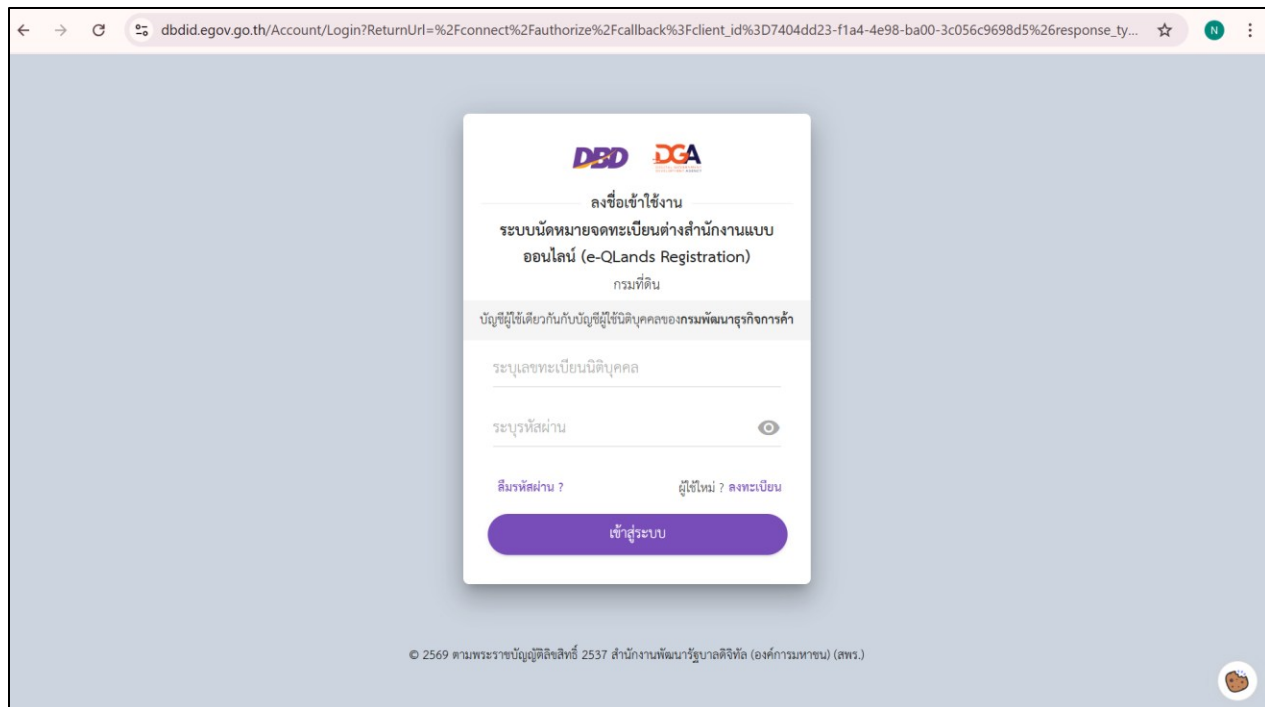 dbdid.egov.go.th/Account/Login?ReturnUrl=%2Fconnect%2Fauthorize%2Fcallback%3Fclient_id%3D7404dd23-f1a4-4e98-ba00-3c056c9698d5%26response_ty...
N
DBD DGA
ลงชื่อเข้าใช้งาน
ระบบนัดหมายจดทะเบียนต่างสำนักงานแบบ
ออนไลน์ (e-QLands Registration)
กรมที่ดิน
บัญชีผู้ใช้เดียวกันกับบัญชีผู้ใช้นิติบุคคลของกรมพัฒนาธุรกิจการค้า
ระบุเลขทะเบียนนิติบุคคล
ระบุรหัสผ่าน
ลืมรหัสผ่าน ? ผู้ใช้ใหม่ ? ลงทะเบียน
เข้าสู่ระบบ
© 2569 ตามพระราชบัญญัติลิขสิทธิ์ 2537 สำนักงานพัฒนารัฐบาลดิจิทัล (องค์การมหาชน) (สพร.)